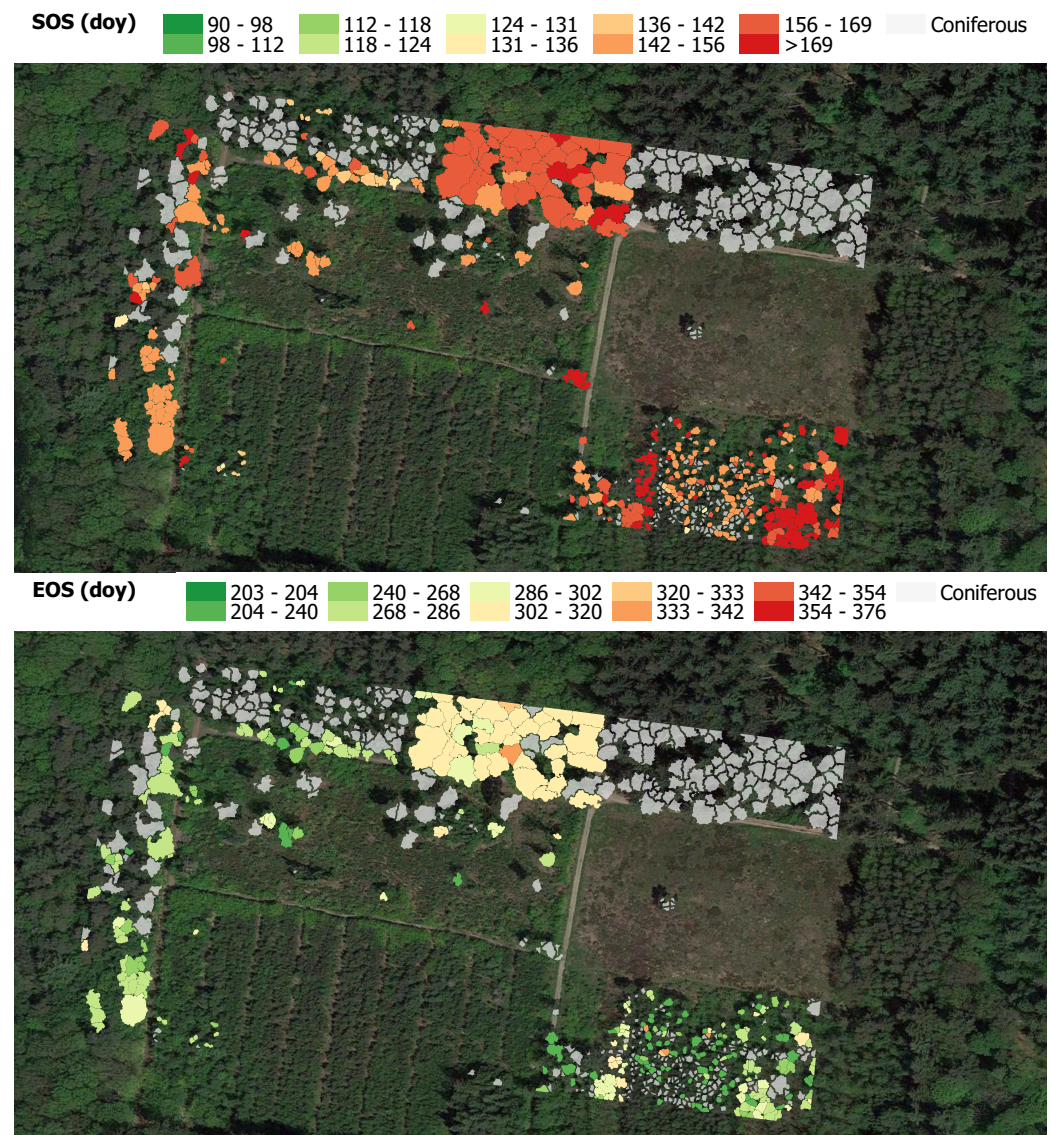 SOS (doy) 90 - 98 112 - 118 124 - 131 136 - 142 156 - 169 Coniferous
98 - 112 118 - 124 131 - 136 142 - 156 >169
EOS (doy) 203 - 204 240 - 268 286 - 302 320 - 333 342 - 354 Coniferous
204 - 240 268 - 286 302 - 320 333 - 342 354 - 376